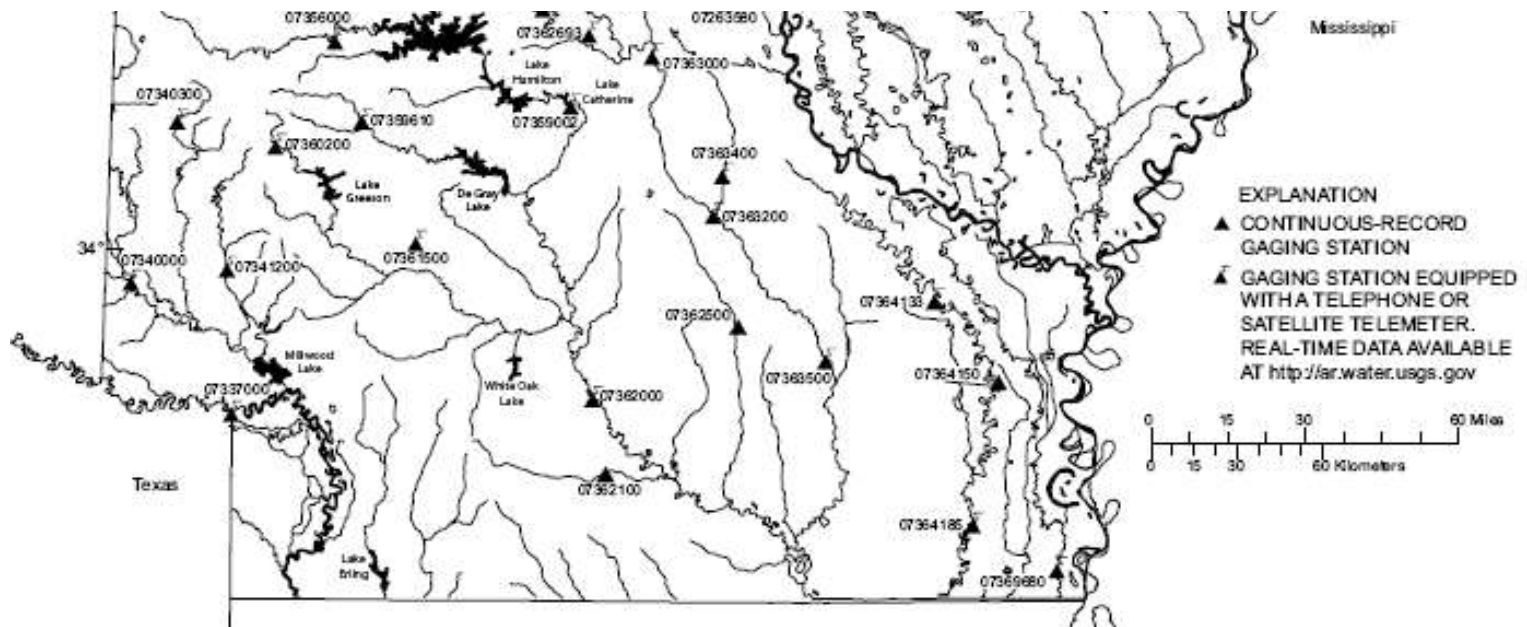 07356000
07362693
07263580
Mississippi
07363000
Lake
Hamilton
Lake
Catherine
07340300
07359610
07359002
07360200
07363400
Lake
Greeson
De Gray
Lake
07363200
34°
07340000
07341200
07361500
EXPLANATION
CONTINUOUS-RECORD
GAGING STATION
GAGING STATION EQUIPPED
WITH A TELEPHONE OR
SATELLITE TELEMETER.
REAL-TIME DATA AVAILABLE
AT http://ar.water.usgs.gov
07364133
07362500
Millwood
Lake
07337000
White Oak
Lake
07363500
07364150
07362000
0 30 60 Miles
0 15 30 60 Kilometers
Texas
07362100
07364185
Lake
Erling
07369680